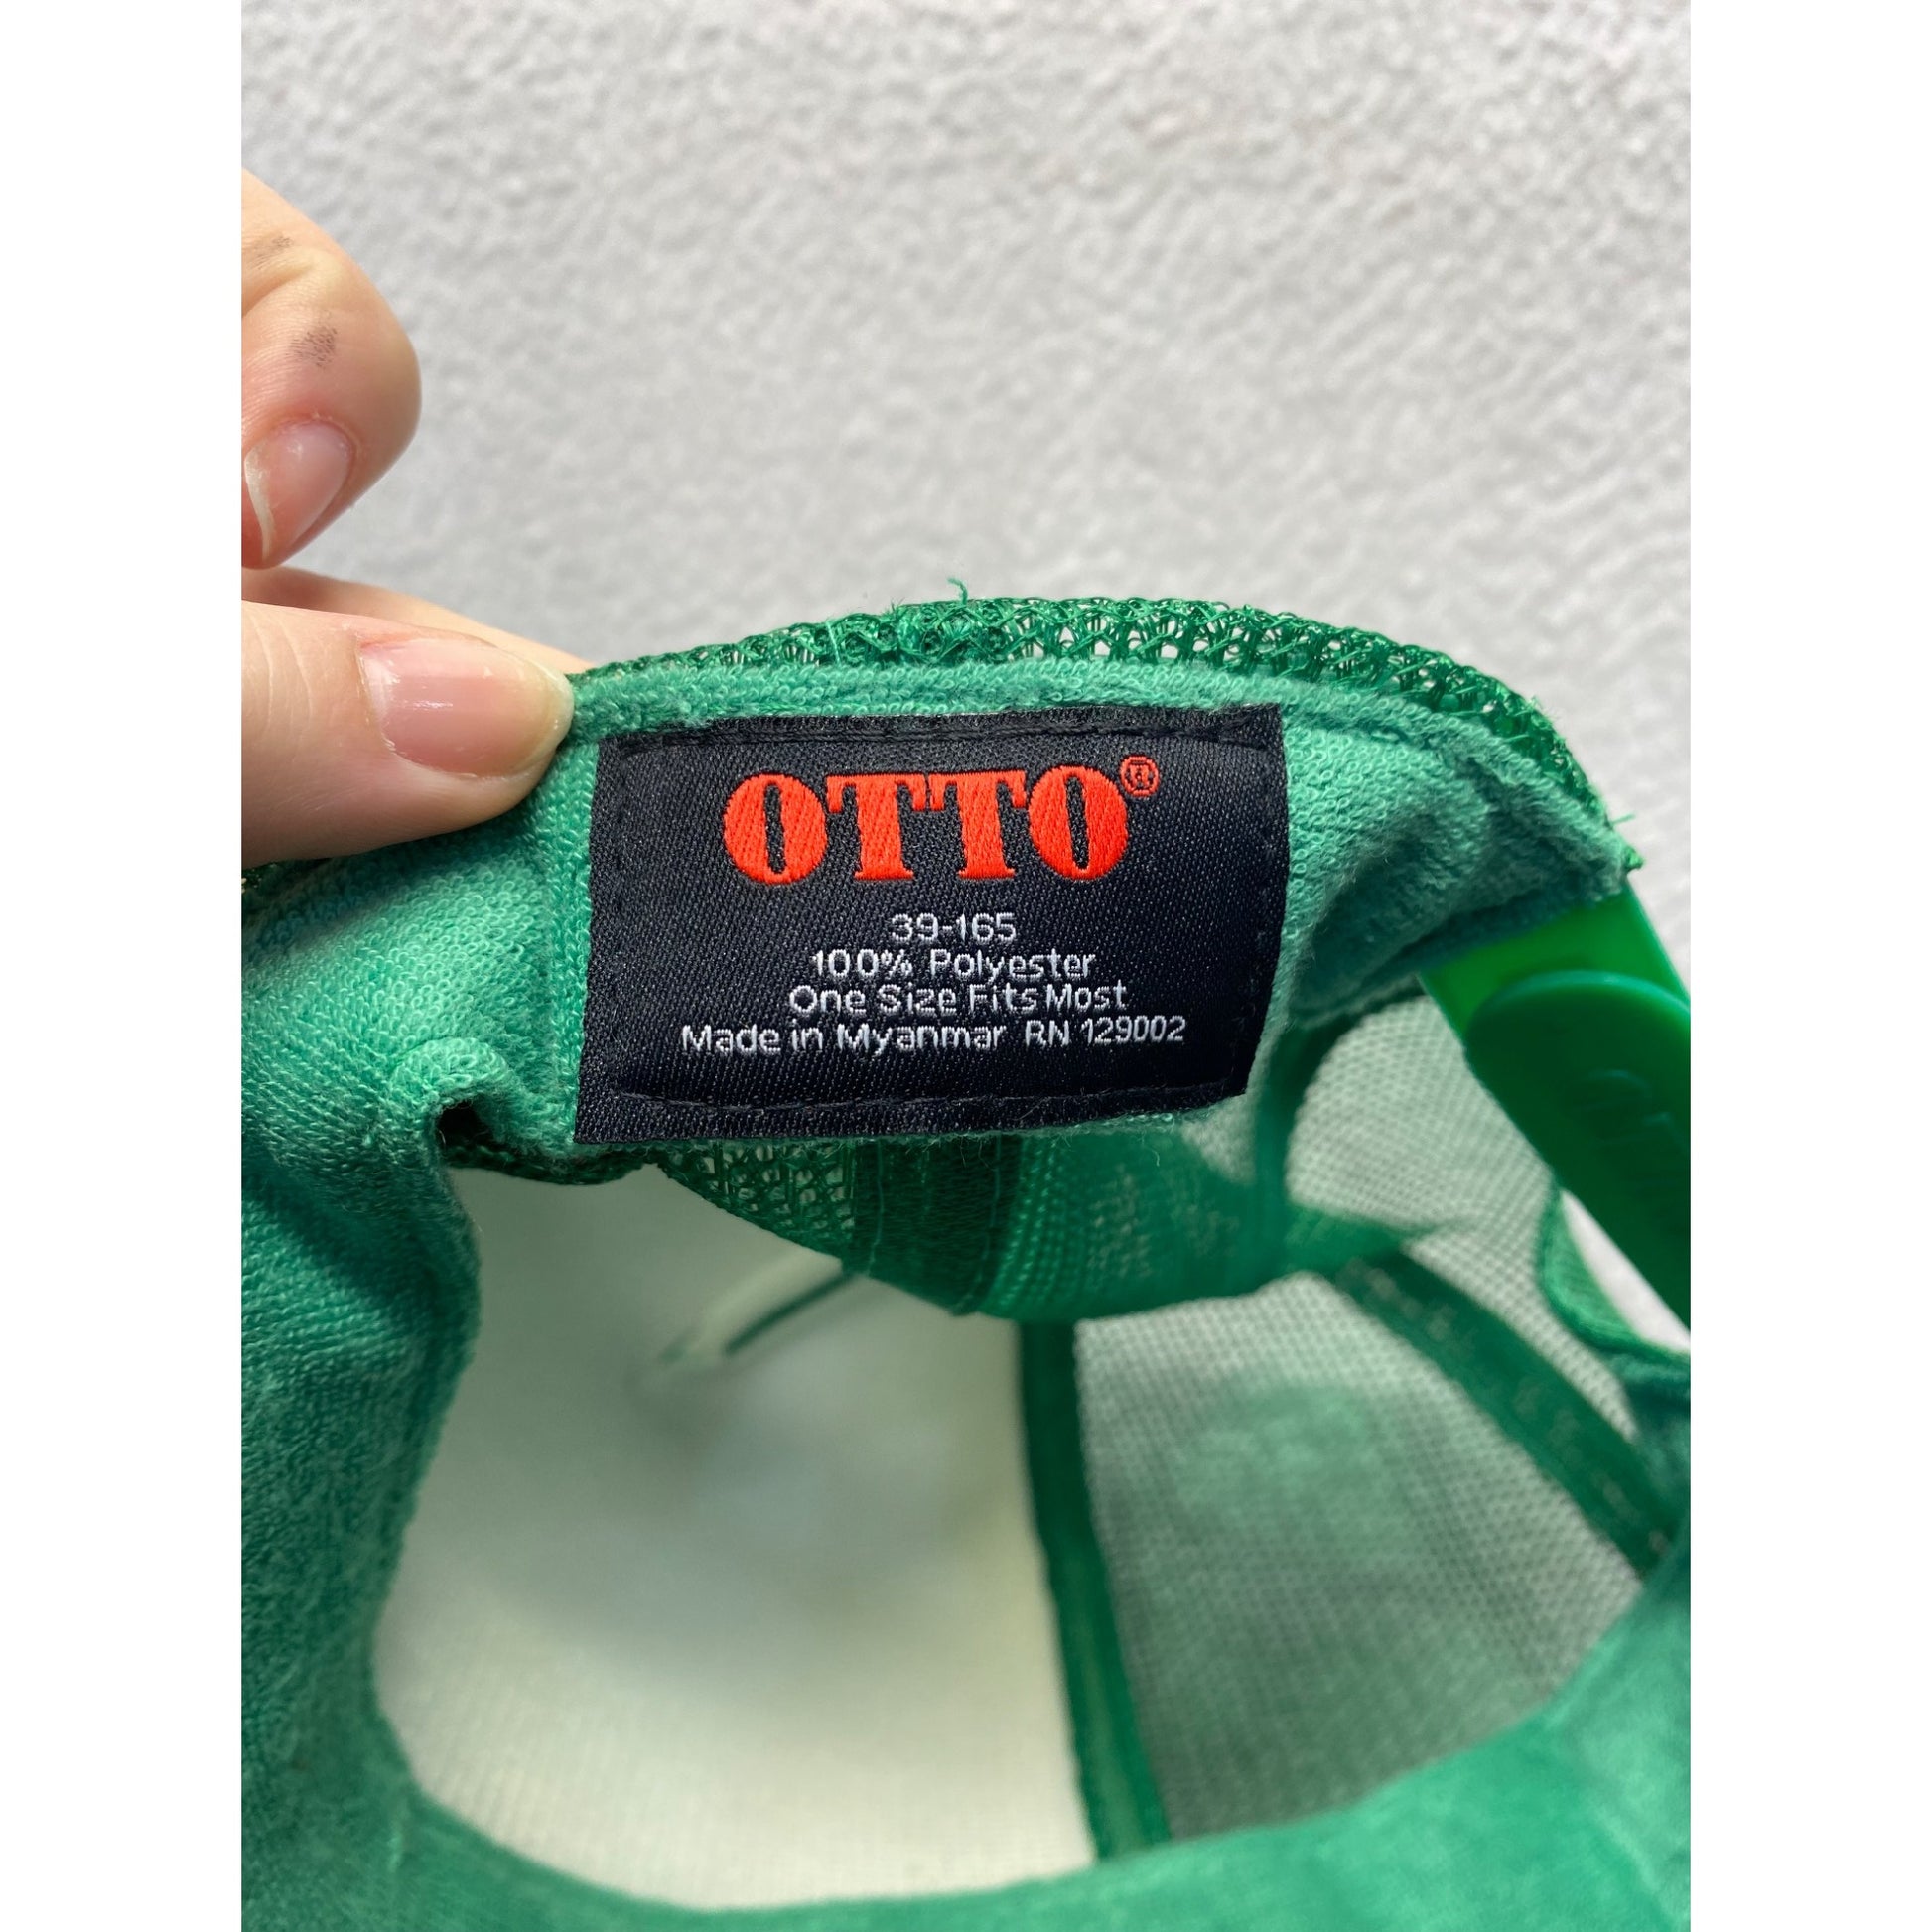 OTTO®
39-165
100% Polyester
One Size Fits Most
Made in Myanmar RN 129002